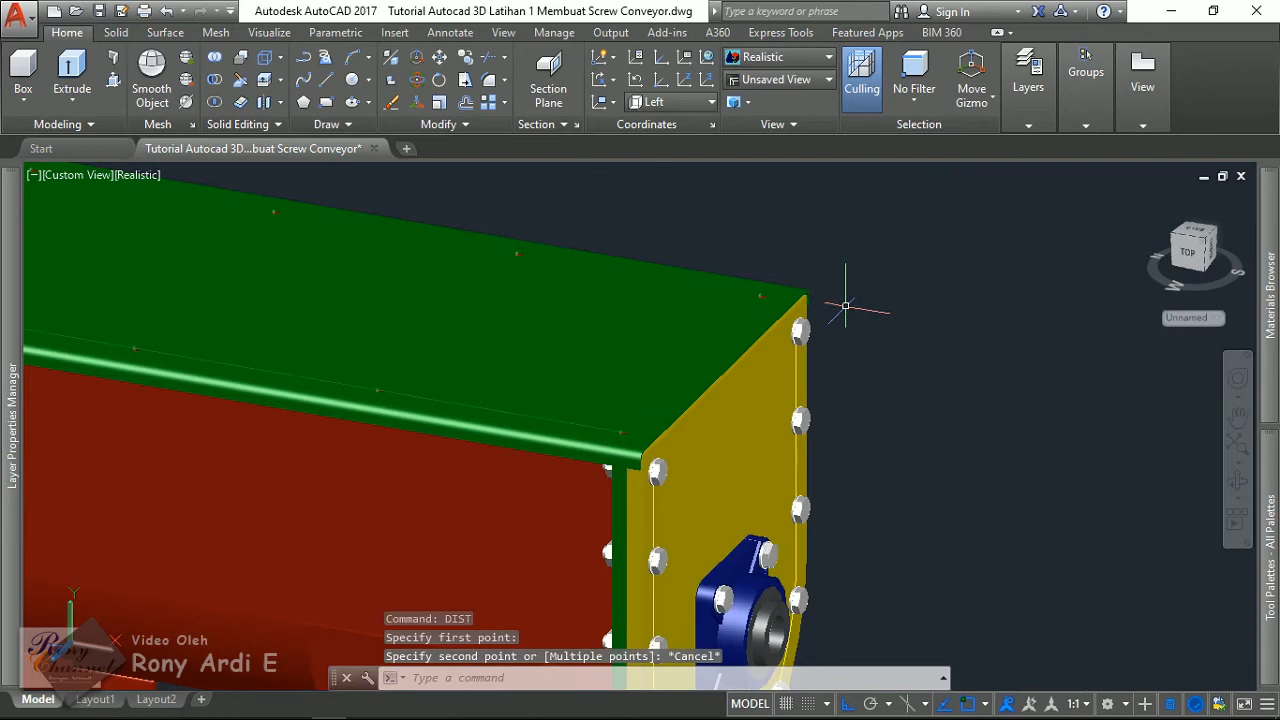 Autodesk AutoCAD 2017 Tutorial Autocad 3D Latihan 1 Membuat Screw Conveyor.dwg
Type a keyword or phrase
Sign In
Home Solid Surface Mesh Visualize Parametric Insert Annotate View Manage Output Add-ins A360 Express Tools Featured Apps BIM 360
Box
Extrude
Smooth
Object
Section
Plane
Realistic
Unsaved View
Left
Culling
No Filter
Move
Gizmo
Layers
Groups
View
Modeling Mesh Solid Editing Draw Modify Section Coordinates View Selection
Start
Tutorial Autocad 3D...buat Screw Conveyor*
[−][Custom View][Realistic]
TOP
W
S
Unnamed
Layer Properties Manager
Materials Browser
Tool Palettes - All Palettes
Command: DIST
Specify first point:
Specify second point or [Multiple points]: *Cancel*
Type a command
Y
Rony
Channel
Video Oleh
Rony Ardi E
Model Layout1 Layout2
MODEL
1:1